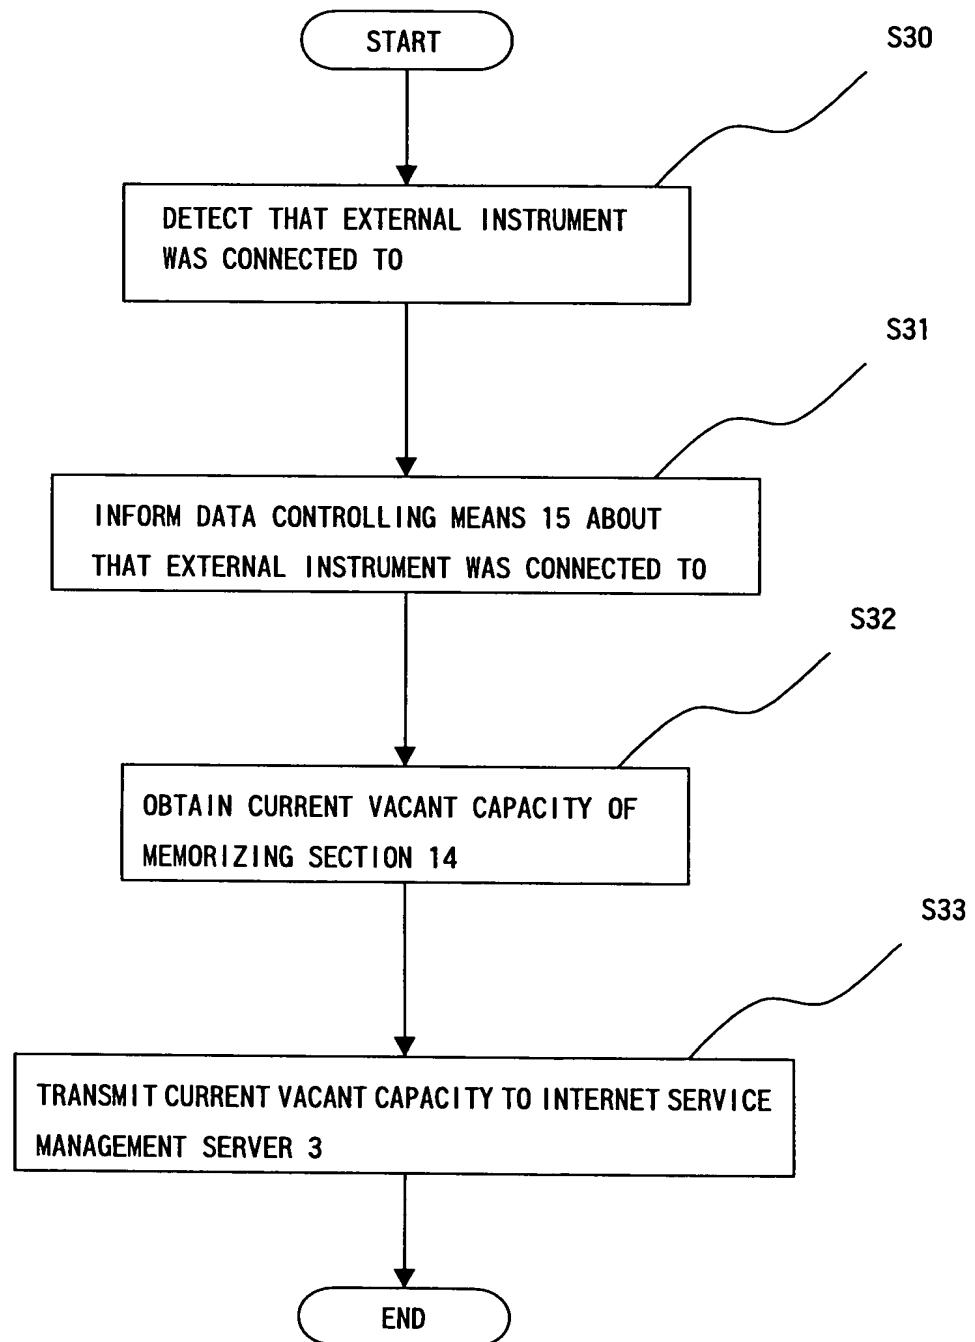 START
S30
DETECT THAT EXTERNAL INSTRUMENT
WAS CONNECTED TO
S31
INFORM DATA CONTROLLING MEANS 15 ABOUT
THAT EXTERNAL INSTRUMENT WAS CONNECTED TO
S32
OBTAIN CURRENT VACANT CAPACITY OF
MEMORIZING SECTION 14
S33
TRANSMIT CURRENT VACANT CAPACITY TO INTERNET SERVICE
MANAGEMENT SERVER 3
END